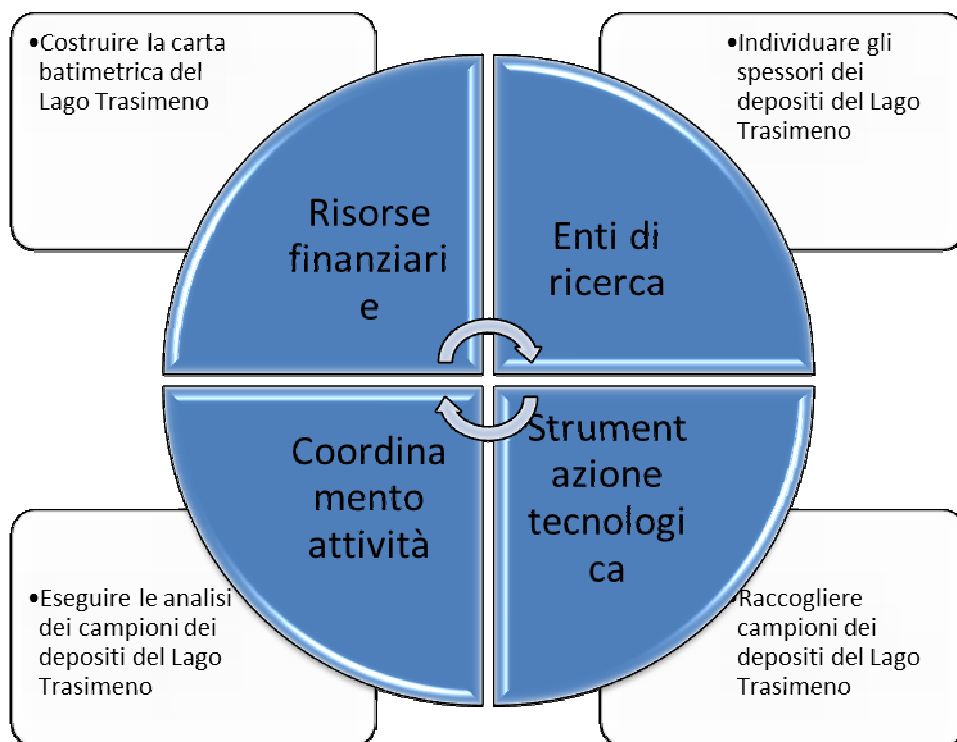 •Costruire la carta
batimetrica del
Lago Trasimeno
•Individuare gli
spessori dei
depositi del Lago
Trasimeno
Risorse
finanziari
e
Enti di
ricerca
Coordina
mento
attività
Strument
azione
tecnologi
ca
•Eseguire le analisi
dei campioni dei
depositi del Lago
Trasimeno
•Raccogliere
campioni dei
depositi del Lago
Trasimeno